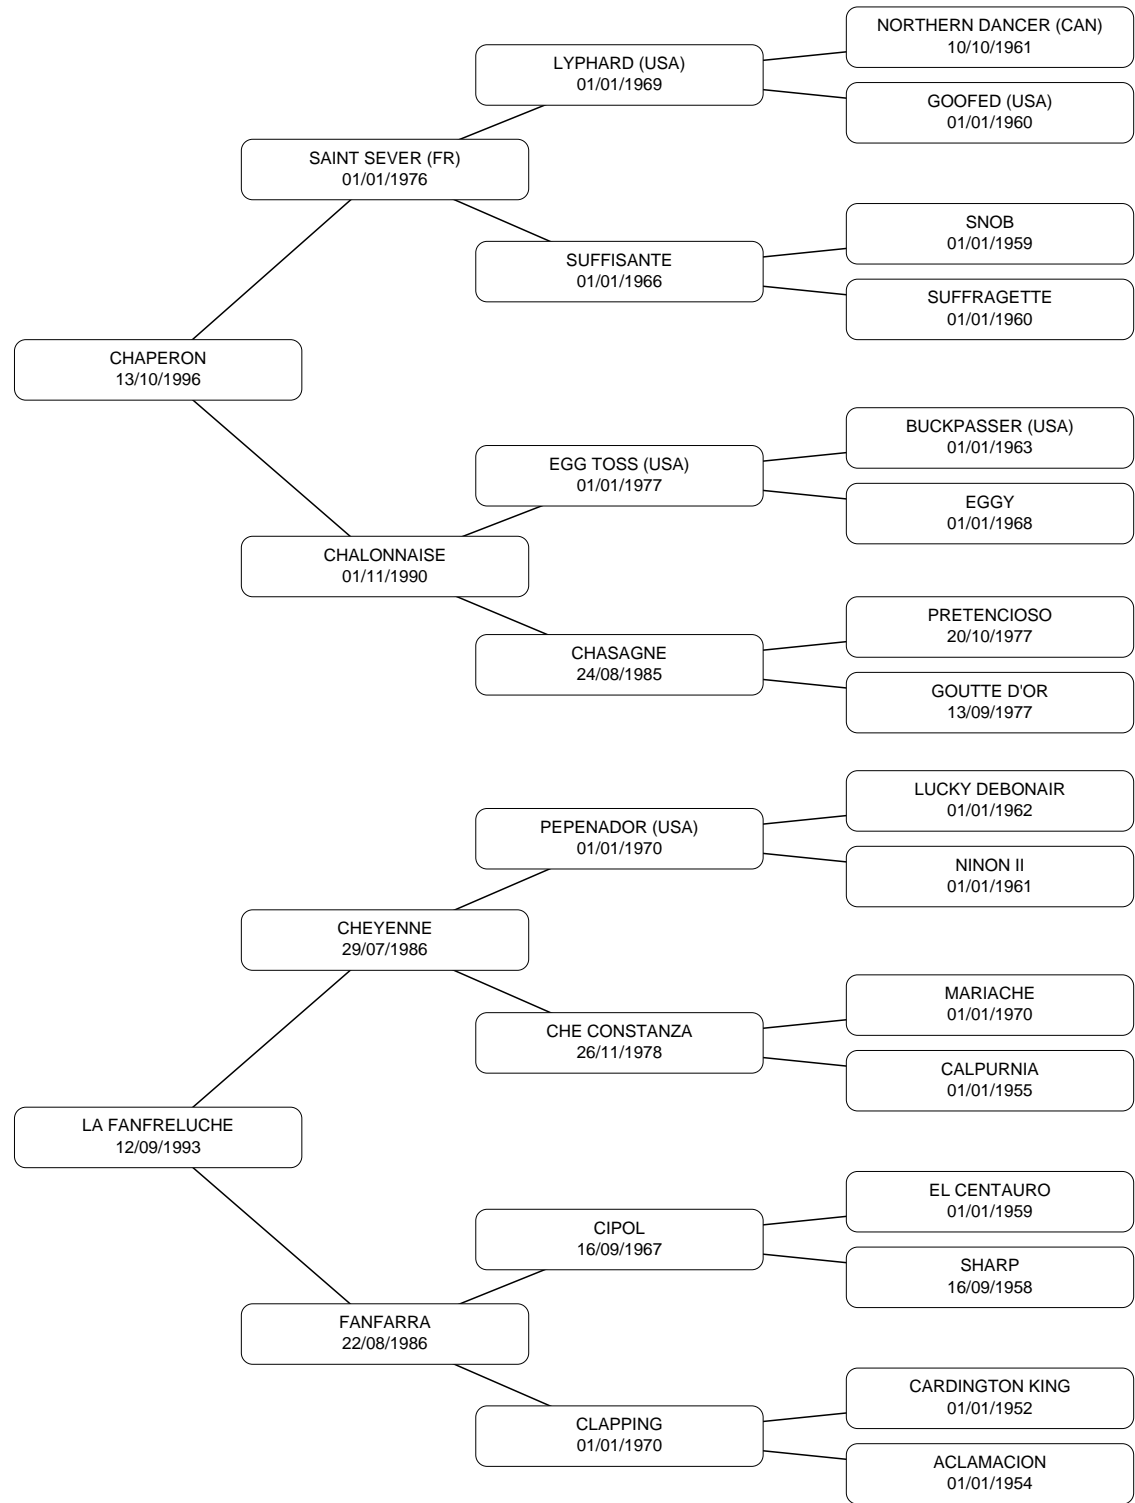 NORTHERN DANCER (CAN)
10/10/1961
LYPHARD (USA)
01/01/1969
GOOFED (USA)
01/01/1960
SAINT SEVER (FR)
01/01/1976
SNOB
01/01/1959
SUFFISANTE
01/01/1966
SUFFRAGETTE
01/01/1960
CHAPERON
13/10/1996
BUCKPASSER (USA)
01/01/1963
EGG TOSS (USA)
01/01/1977
EGGY
01/01/1968
CHALONNAISE
01/11/1990
PRETENCIOSO
20/10/1977
CHASAGNE
24/08/1985
GOUTTE D'OR
13/09/1977
LUCKY DEBONAIR
01/01/1962
PEPENADOR (USA)
01/01/1970
NINON II
01/01/1961
CHEYENNE
29/07/1986
MARIACHE
01/01/1970
CHE CONSTANZA
26/11/1978
CALPURNIA
01/01/1955
LA FANFRELUCHE
12/09/1993
EL CENTAURO
01/01/1959
CIPOL
16/09/1967
SHARP
16/09/1958
FANFARRA
22/08/1986
CARDINGTON KING
01/01/1952
CLAPPING
01/01/1970
ACLAMACION
01/01/1954